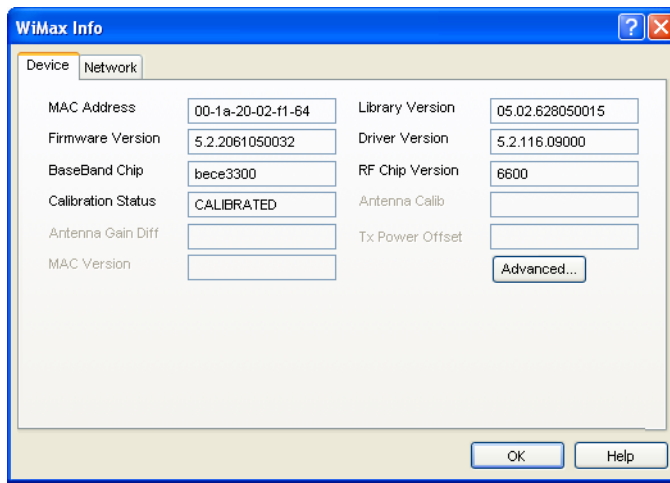 WiMax Info
Device Network
MAC Address 00-1a-20-02-f1-64 Library Version 05.02.628050015
Firmware Version 5.2.2061050032 Driver Version 5.2.116.09000
BaseBand Chip bece3300 RF Chip Version 6600
Calibration Status CALIBRATED Antenna Calib
Antenna Gain Diff Tx Power Offset
MAC Version Advanced...
OK Help